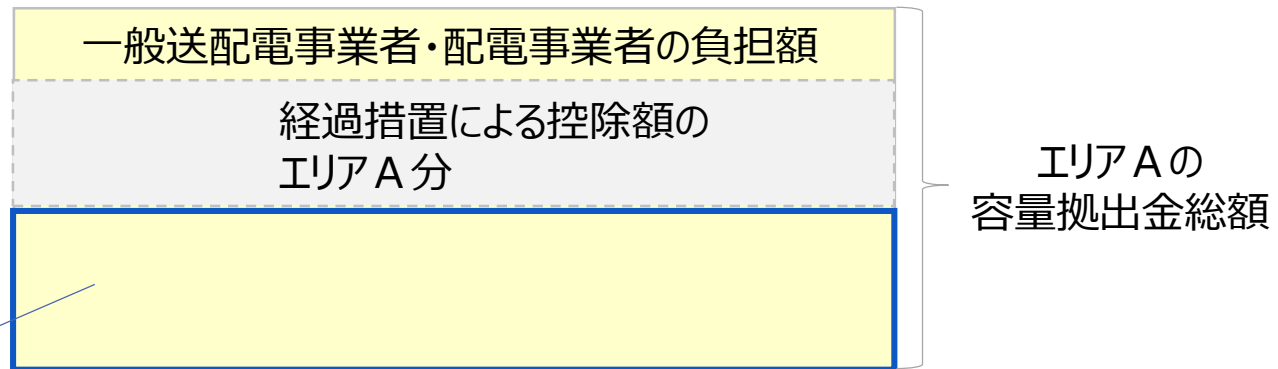 一般送配電事業者・配電事業者の負担額
経過措置による控除額の
エリアA分
エリアAの
容量拠出金総額